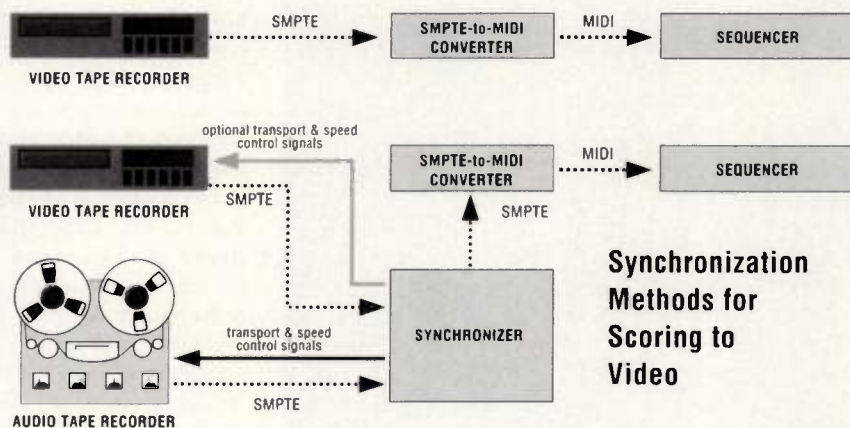 SMPTE
SMPTE-to-MIDI
CONVERTER
MIDI
SEQUENCER
VIDEO TAPE RECORDER
optional transport & speed
control signals
SMPTE-to-MIDI
CONVERTER
MIDI
SEQUENCER
VIDEO TAPE RECORDER
SMPTE
SMPTE
Synchronization
Methods for
Scoring to
Video
SYNCHRONIZER
transport & speed
control signals
SMPTE
AUDIO TAPE RECORDER